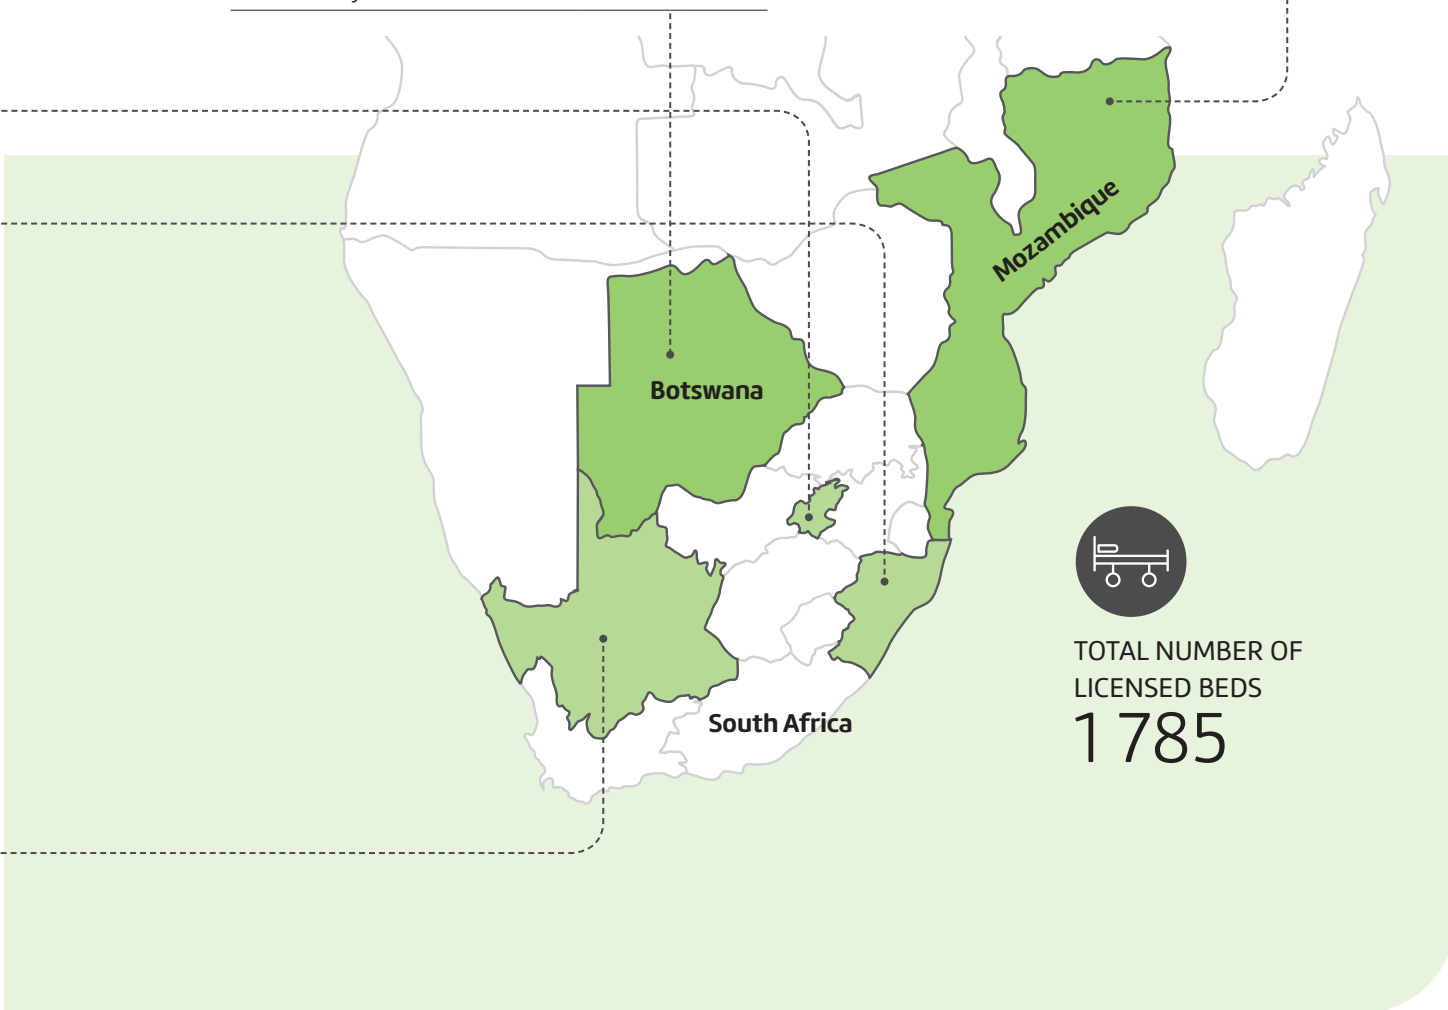 Mozambique
Botswana
South Africa
TOTAL NUMBER OF
LICENSED BEDS
1 785